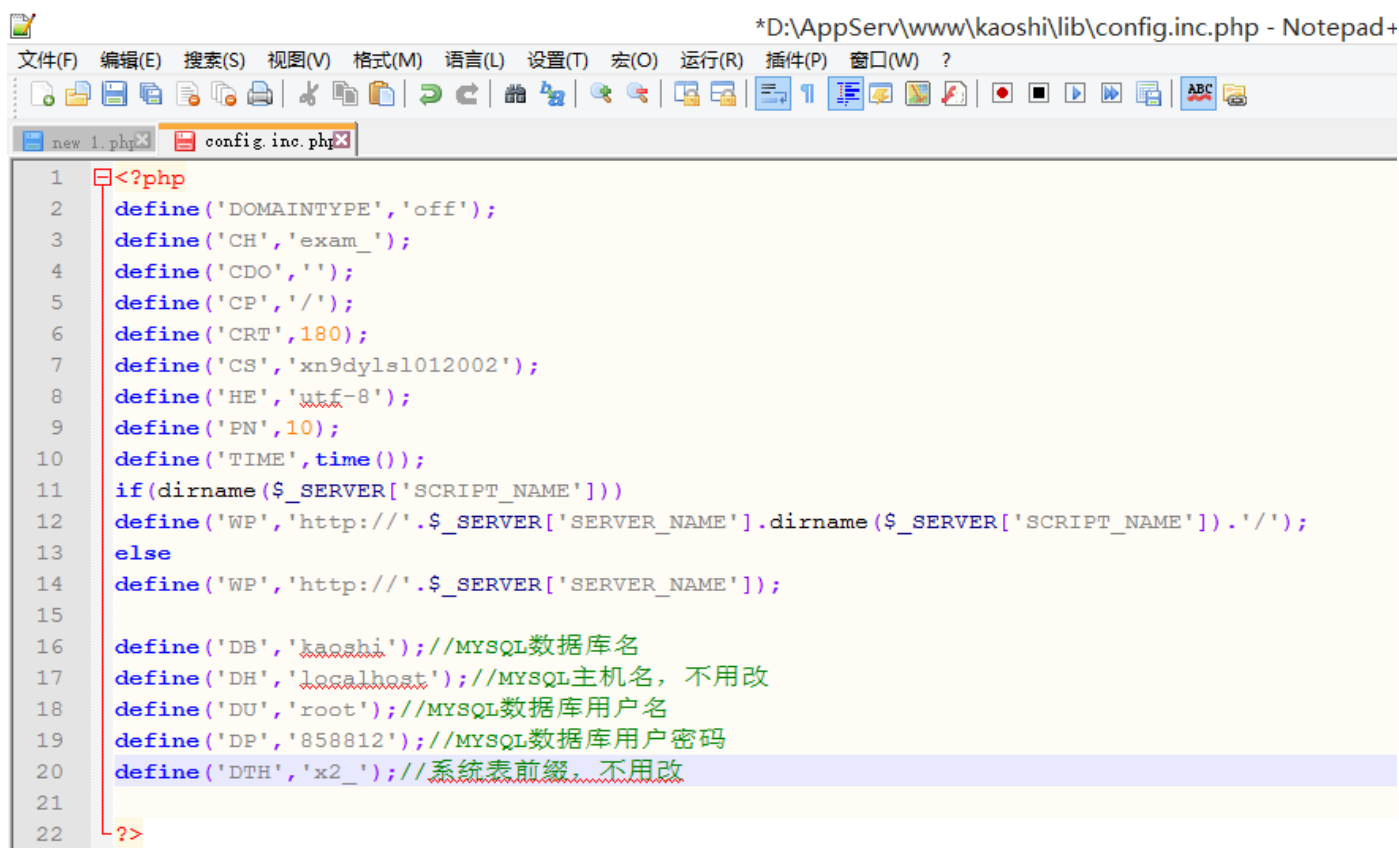 *D:\AppServ\www\kaoshi\lib\config.inc.php - Notepad+
文件(F) 编辑(E) 搜索(S) 视图(V) 格式(M) 语言(L) 设置(T) 宏(O) 运行(R) 插件(P) 窗口(W) ?
ABC
new 1.php config.inc.php
1 <?php
2 define('DOMAINTYPE','off');
3 define('CH','exam_');
4 define('CDO','');
5 define('CP','/');
6 define('CRT',180);
7 define('CS','xn9dylsl012002');
8 define('HE','utf-8');
9 define('PN',10);
10 define('TIME',time());
11 if(dirname($_SERVER['SCRIPT_NAME']))
12 define('WP','http://'.$_SERVER['SERVER_NAME'].dirname($_SERVER['SCRIPT_NAME']).'/');
13 else
14 define('WP','http://'.$_SERVER['SERVER_NAME']);
15
16 define('DB','kaoshi');//MYSQL数据库名
17 define('DH','localhost');//MYSQL主机名，不用改
18 define('DU','root');//MYSQL数据库用户名
19 define('DP','858812');//MYSQL数据库用户密码
20 define('DTH','x2_');//系统表前缀，不用改
21
22 ?>